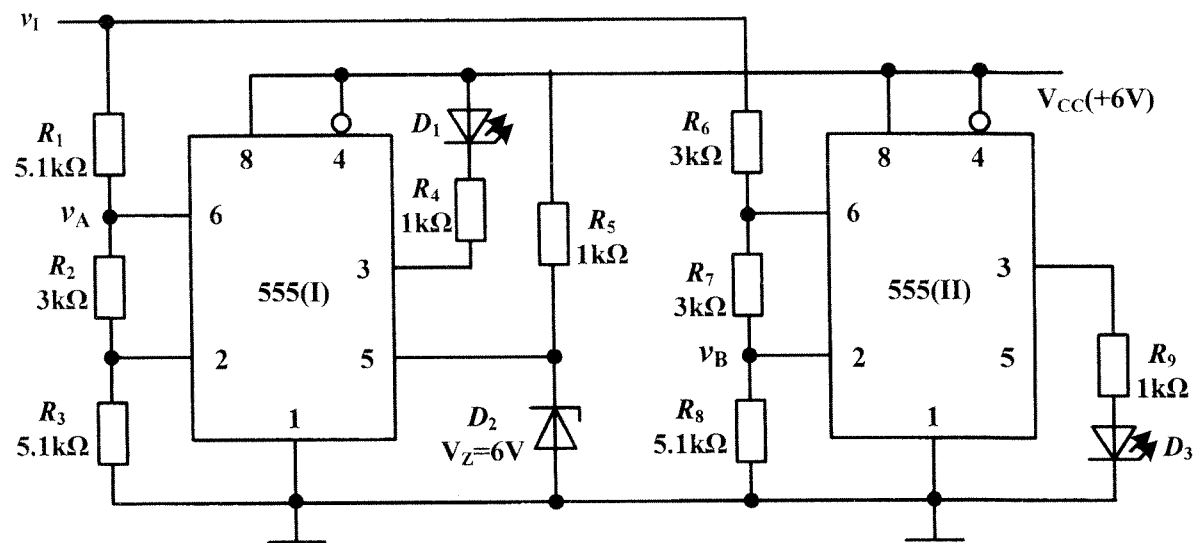 vI
VCC(+6V)
R1
5.1kΩ
8
4
D1
R4
1kΩ
R6
3kΩ
8
4
vA
6
R5
1kΩ
6
R2
3kΩ
555(I)
3
R7
3kΩ
555(II)
3
2
5
vB
2
5
R9
1kΩ
R3
5.1kΩ
1
D2
VZ=6V
R8
5.1kΩ
1
D3